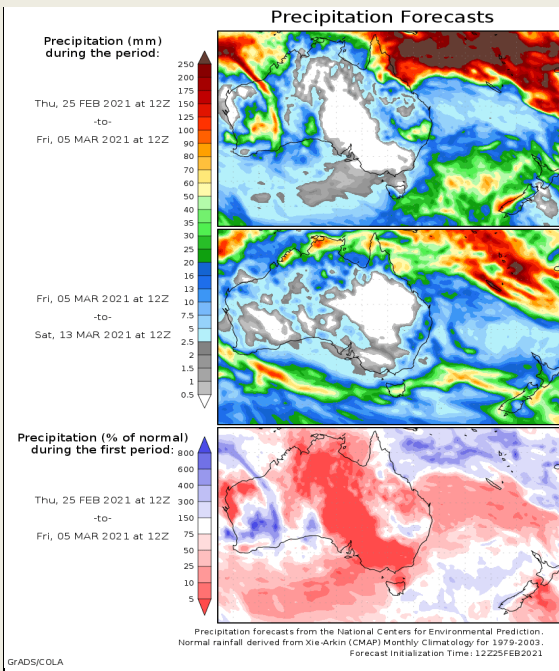 Precipitation Forecasts
Precipitation (mm)
during the period:
Thu, 25 FEB 2021 at 12Z
-to-
Fri, 05 MAR 2021 at 12Z
250
200
175
150
125
100
90
80
70
60
50
40
35
30
25
20
16
13
10
7.5
5
2.5
2
1.5
1
0.5
Fri, 05 MAR 2021 at 12Z
-to-
Sat, 13 MAR 2021 at 12Z
Precipitation (% of normal)
during the first period:
Thu, 25 FEB 2021 at 12Z
-to-
Fri, 05 MAR 2021 at 12Z
800
600
400
300
150
75
50
25
10
5
Precipitation forecasts from the National Centers for Environmental Prediction.
Normal rainfall derived from Xie-Arkin (CMAP) Monthly Climatology for 1979-2003.
Forecast Initialization Time: 12Z25FEB2021
GrADS/COLA